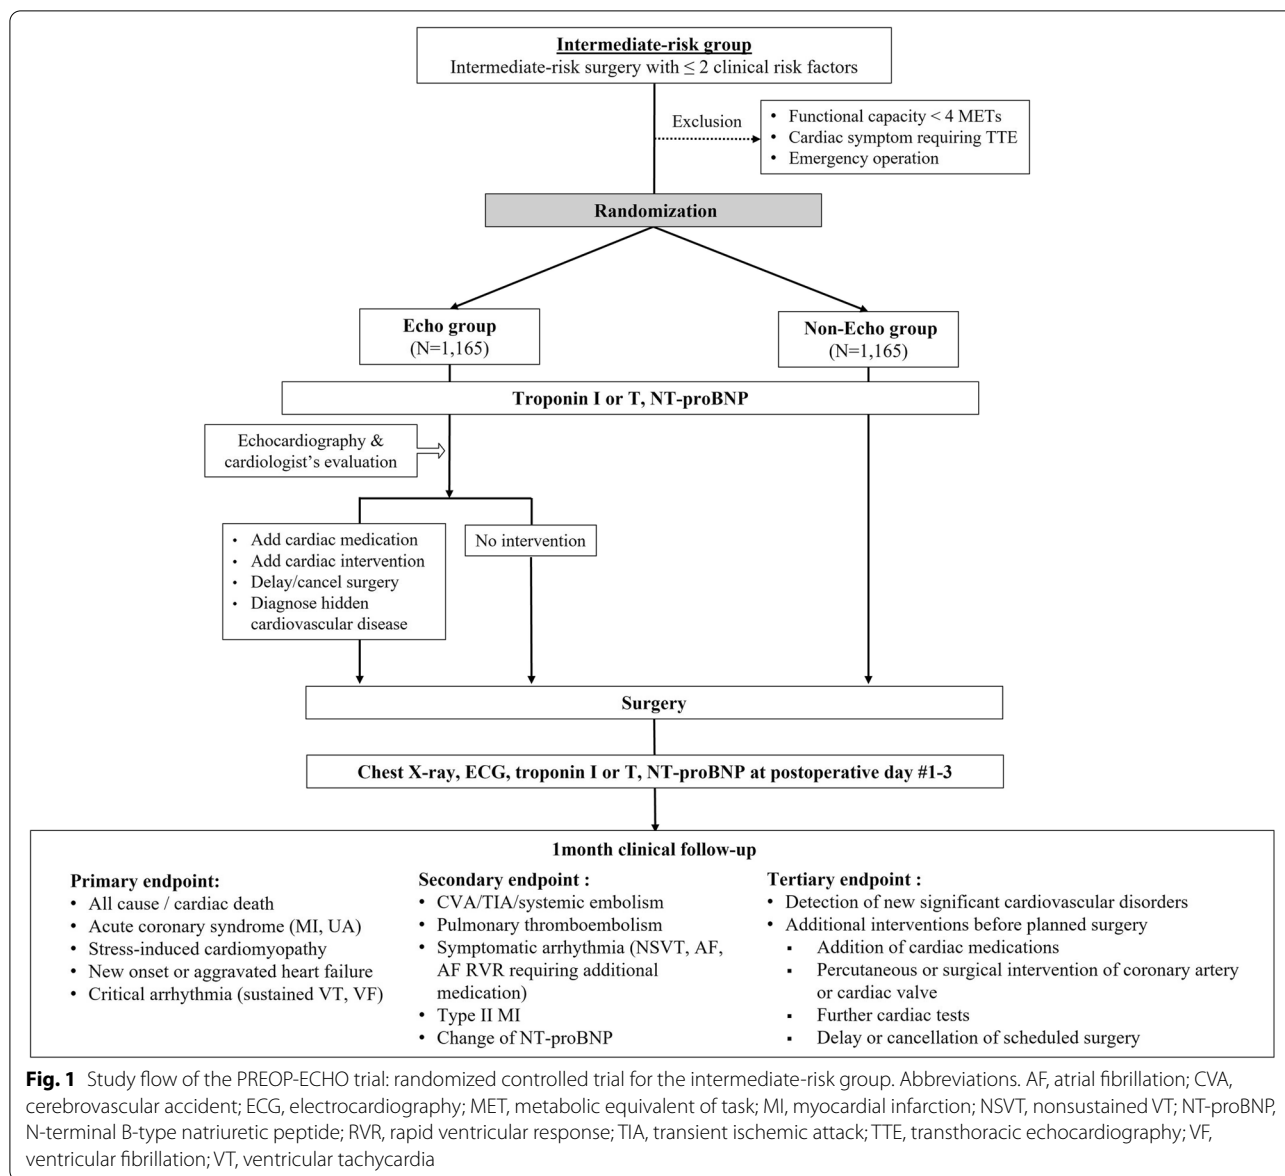 Intermediate-risk group
Intermediate-risk surgery with ≤ 2 clinical risk factors
Exclusion
• Functional capacity < 4 METs
• Cardiac symptom requiring TTE
• Emergency operation
Randomization
Echo group
(N=1,165)
Non-Echo group
(N=1,165)
Troponin I or T, NT-proBNP
Echocardiography &
cardiologist's evaluation
• Add cardiac medication
• Add cardiac intervention
• Delay/cancel surgery
• Diagnose hidden
cardiovascular disease
No intervention
Surgery
Chest X-ray, ECG, troponin I or T, NT-proBNP at postoperative day #1-3
1month clinical follow-up
Primary endpoint:
• All cause / cardiac death
• Acute coronary syndrome (MI, UA)
• Stress-induced cardiomyopathy
• New onset or aggravated heart failure
• Critical arrhythmia (sustained VT, VF)
Secondary endpoint :
• CVA/TIA/systemic embolism
• Pulmonary thromboembolism
• Symptomatic arrhythmia (NSVT, AF,
AF RVR requiring additional
medication)
• Type II MI
• Change of NT-proBNP
Tertiary endpoint :
• Detection of new significant cardiovascular disorders
• Additional interventions before planned surgery
▪ Addition of cardiac medications
▪ Percutaneous or surgical intervention of coronary artery
or cardiac valve
▪ Further cardiac tests
▪ Delay or cancellation of scheduled surgery
Fig. 1 Study flow of the PREOP-ECHO trial: randomized controlled trial for the intermediate-risk group. Abbreviations. AF, atrial fibrillation; CVA,
cerebrovascular accident; ECG, electrocardiography; MET, metabolic equivalent of task; MI, myocardial infarction; NSVT, nonsustained VT; NT-proBNP,
N-terminal B-type natriuretic peptide; RVR, rapid ventricular response; TIA, transient ischemic attack; TTE, transthoracic echocardiography; VF,
ventricular fibrillation; VT, ventricular tachycardia